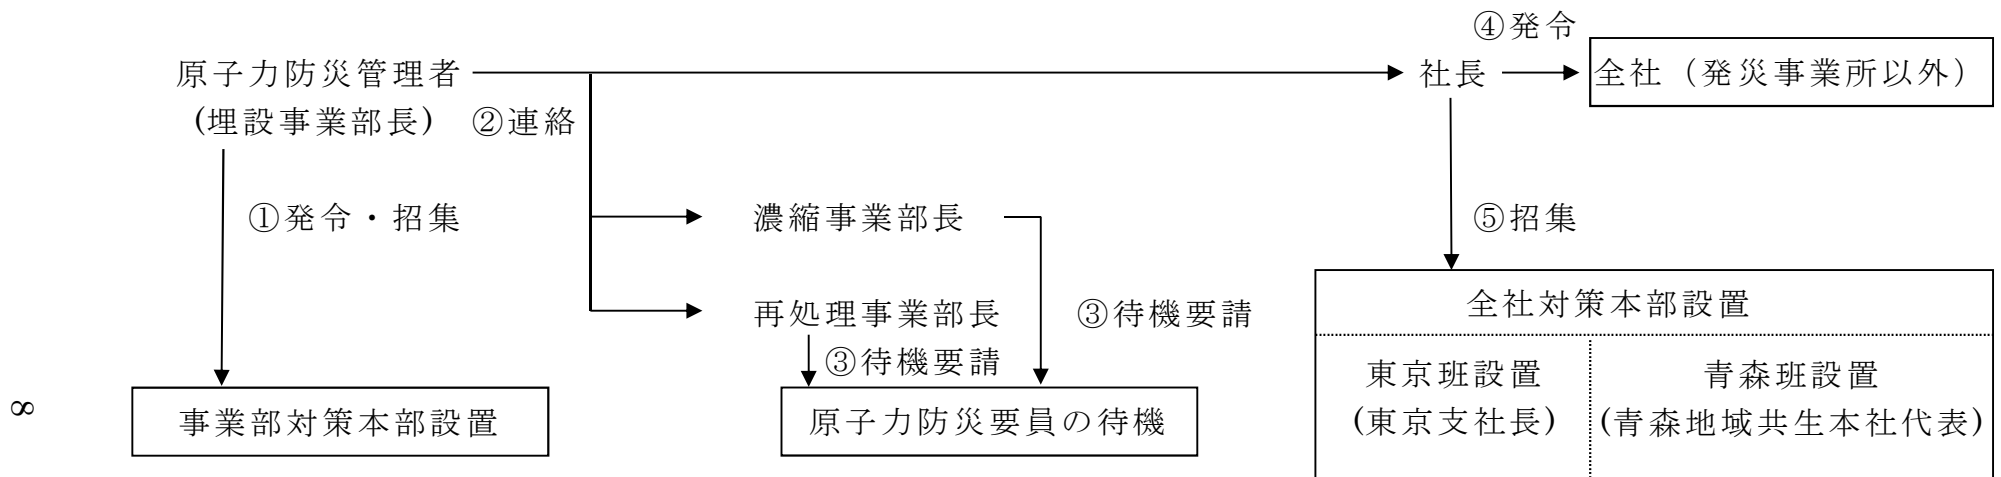 ④発令
原子力防災管理者
社長
全社（発災事業所以外）
(埋設事業部長)
②連絡
①発令・招集
濃縮事業部長
⑤招集
再処理事業部長
③待機要請
全社対策本部設置
③待機要請
東京班設置
(東京支社長)
青森班設置
(青森地域共生本社代表)
事業部対策本部設置
原子力防災要員の待機
8